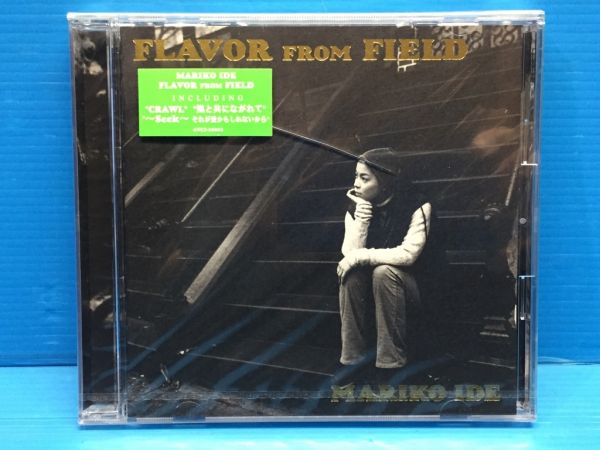 FLAVOR FROM FIELD
MARIKO IDE
FLAVOR FROM FIELD
INCLUDING
"CRAWL" "風と共にながれて"
"〜Seek〜 それが愛かもしれないから"
MARIKO IDE